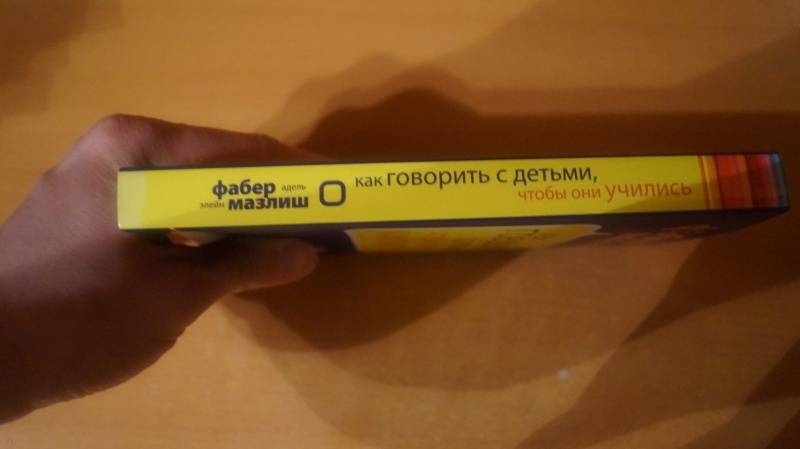 фабер адель
элейн мазлиш
как говорить с детьми,
чтобы они учились